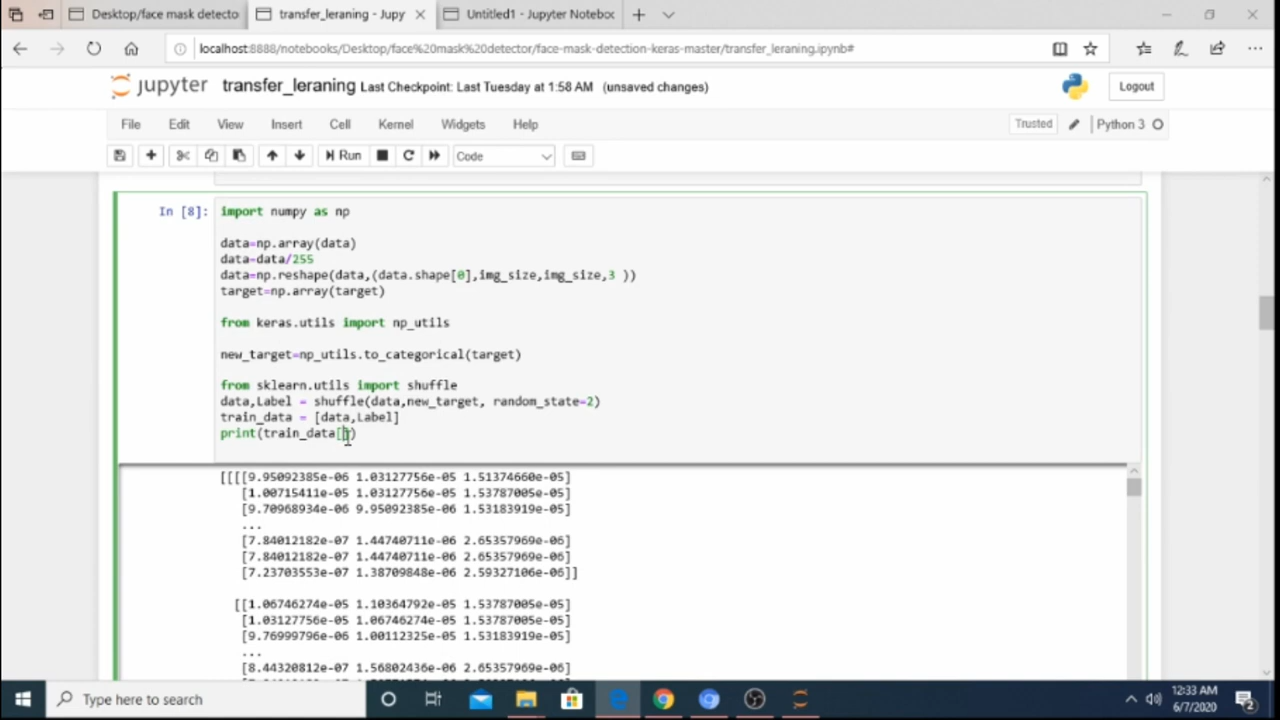 Desktop/face mask detecto
transfer_leraning - Jupy
Untitled1 - Jupyter Notebook
localhost:8888/notebooks/Desktop/face%20mask%20detector/face-mask-detection-keras-master/transfer_leraning.ipynb#
jupyter transfer_leraning Last Checkpoint: Last Tuesday at 1:58 AM (unsaved changes)
Logout
File Edit View Insert Cell Kernel Widgets Help
Trusted Python 3
Run Code
In [8]: import numpy as np
data=np.array(data)
data=data/255
data=np.reshape(data,(data.shape[0],img_size,img_size,3 ))
target=np.array(target)
from keras.utils import np_utils
new_target=np_utils.to_categorical(target)
from sklearn.utils import shuffle
data,Label = shuffle(data,new_target, random_state=2)
train_data = [data,Label]
print(train_data[])
[[[[9.95092385e-06 1.03127756e-05 1.51374660e-05]
[1.00715411e-05 1.03127756e-05 1.53787005e-05]
[9.70968934e-06 9.95092385e-06 1.53183919e-05]
...
[7.84012182e-07 1.44740711e-06 2.65357969e-06]
[7.84012182e-07 1.44740711e-06 2.65357969e-06]
[7.23703553e-07 1.38709848e-06 2.59327106e-06]]
[[1.06746274e-05 1.10364792e-05 1.53787005e-05]
[1.03127756e-05 1.06746274e-05 1.53787005e-05]
[9.76999796e-06 1.00112325e-05 1.53183919e-05]
...
[8.44320812e-07 1.56802436e-06 2.65357969e-06]
Type here to search
12:33 AM
6/7/2020
2